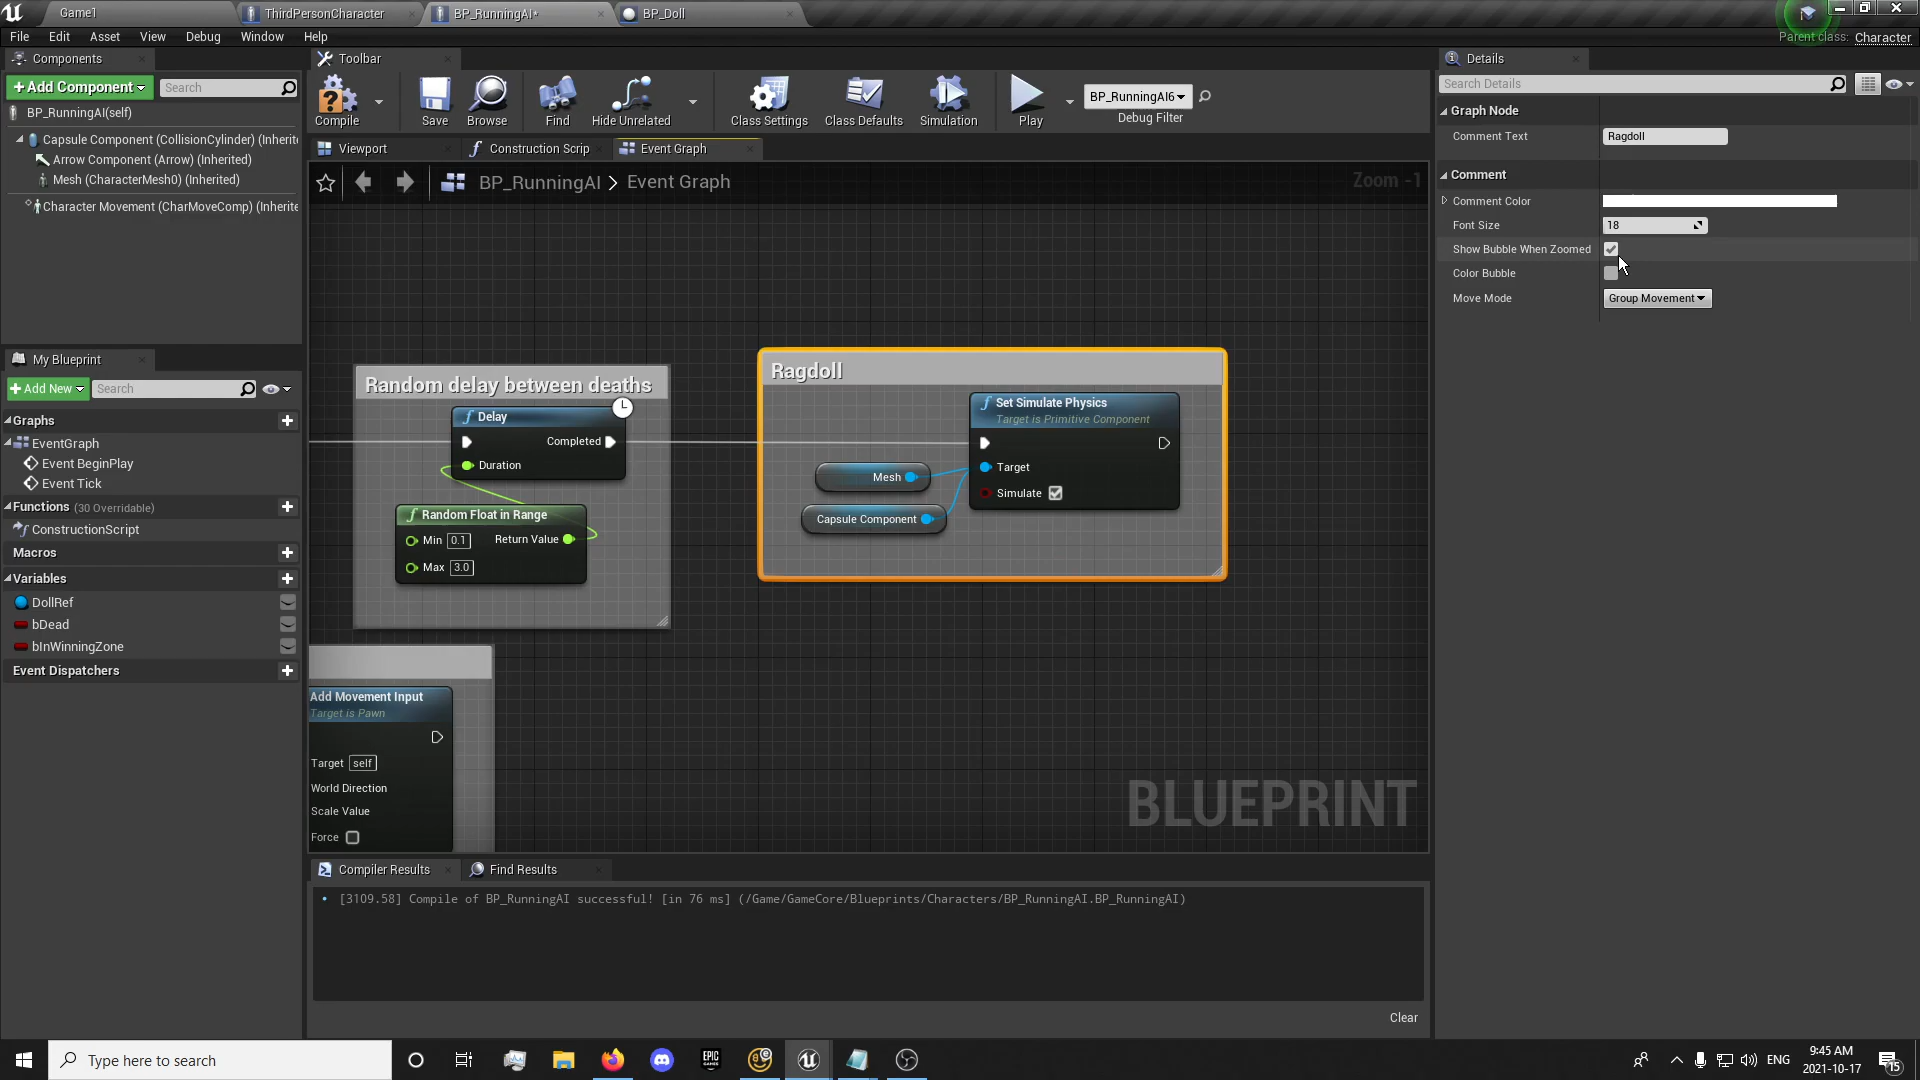 Game1
ThirdPersonCharacter
BP_RunningAI*
BP_Doll
File Edit Asset View Debug Window Help
Parent class: Character
Components
Toolbar
Details
+Add Component
Search
Search Details
BP_RunningAI(self)
Capsule Component (CollisionCylinder) (Inherite
Arrow Component (Arrow) (Inherited)
Mesh (CharacterMesh0) (Inherited)
Character Movement (CharMoveComp) (Inherite
Compile
Save
Browse
Find
Hide Unrelated
Class Settings
Class Defaults
Simulation
Play
BP_RunningAI6
Debug Filter
Viewport
Construction Scrip
Event Graph
BP_RunningAI > Event Graph
Zoom -1
Graph Node
Comment Text Ragdoll
Comment
Comment Color
Font Size 18
Show Bubble When Zoomed
Color Bubble
Move Mode Group Movement
My Blueprint
+Add New
Search
Graphs
EventGraph
Event BeginPlay
Event Tick
Functions (30 Overridable)
ConstructionScript
Macros
Variables
DollRef
bDead
bInWinningZone
Event Dispatchers
Random delay between deaths
Delay
Completed
Duration
Random Float in Range
Min 0.1 Return Value
Max 3.0
Ragdoll
Set Simulate Physics
Target is Primitive Component
Mesh
Target
Simulate
Capsule Component
Add Movement Input
Target is Pawn
Target self
World Direction
Scale Value
Force
BLUEPRINT
Compiler Results
Find Results
[3109.58] Compile of BP_RunningAI successful! [in 76 ms] (/Game/GameCore/Blueprints/Characters/BP_RunningAI.BP_RunningAI)
Clear
Type here to search
EPIC
ENG
9:45 AM
2021-10-17
15